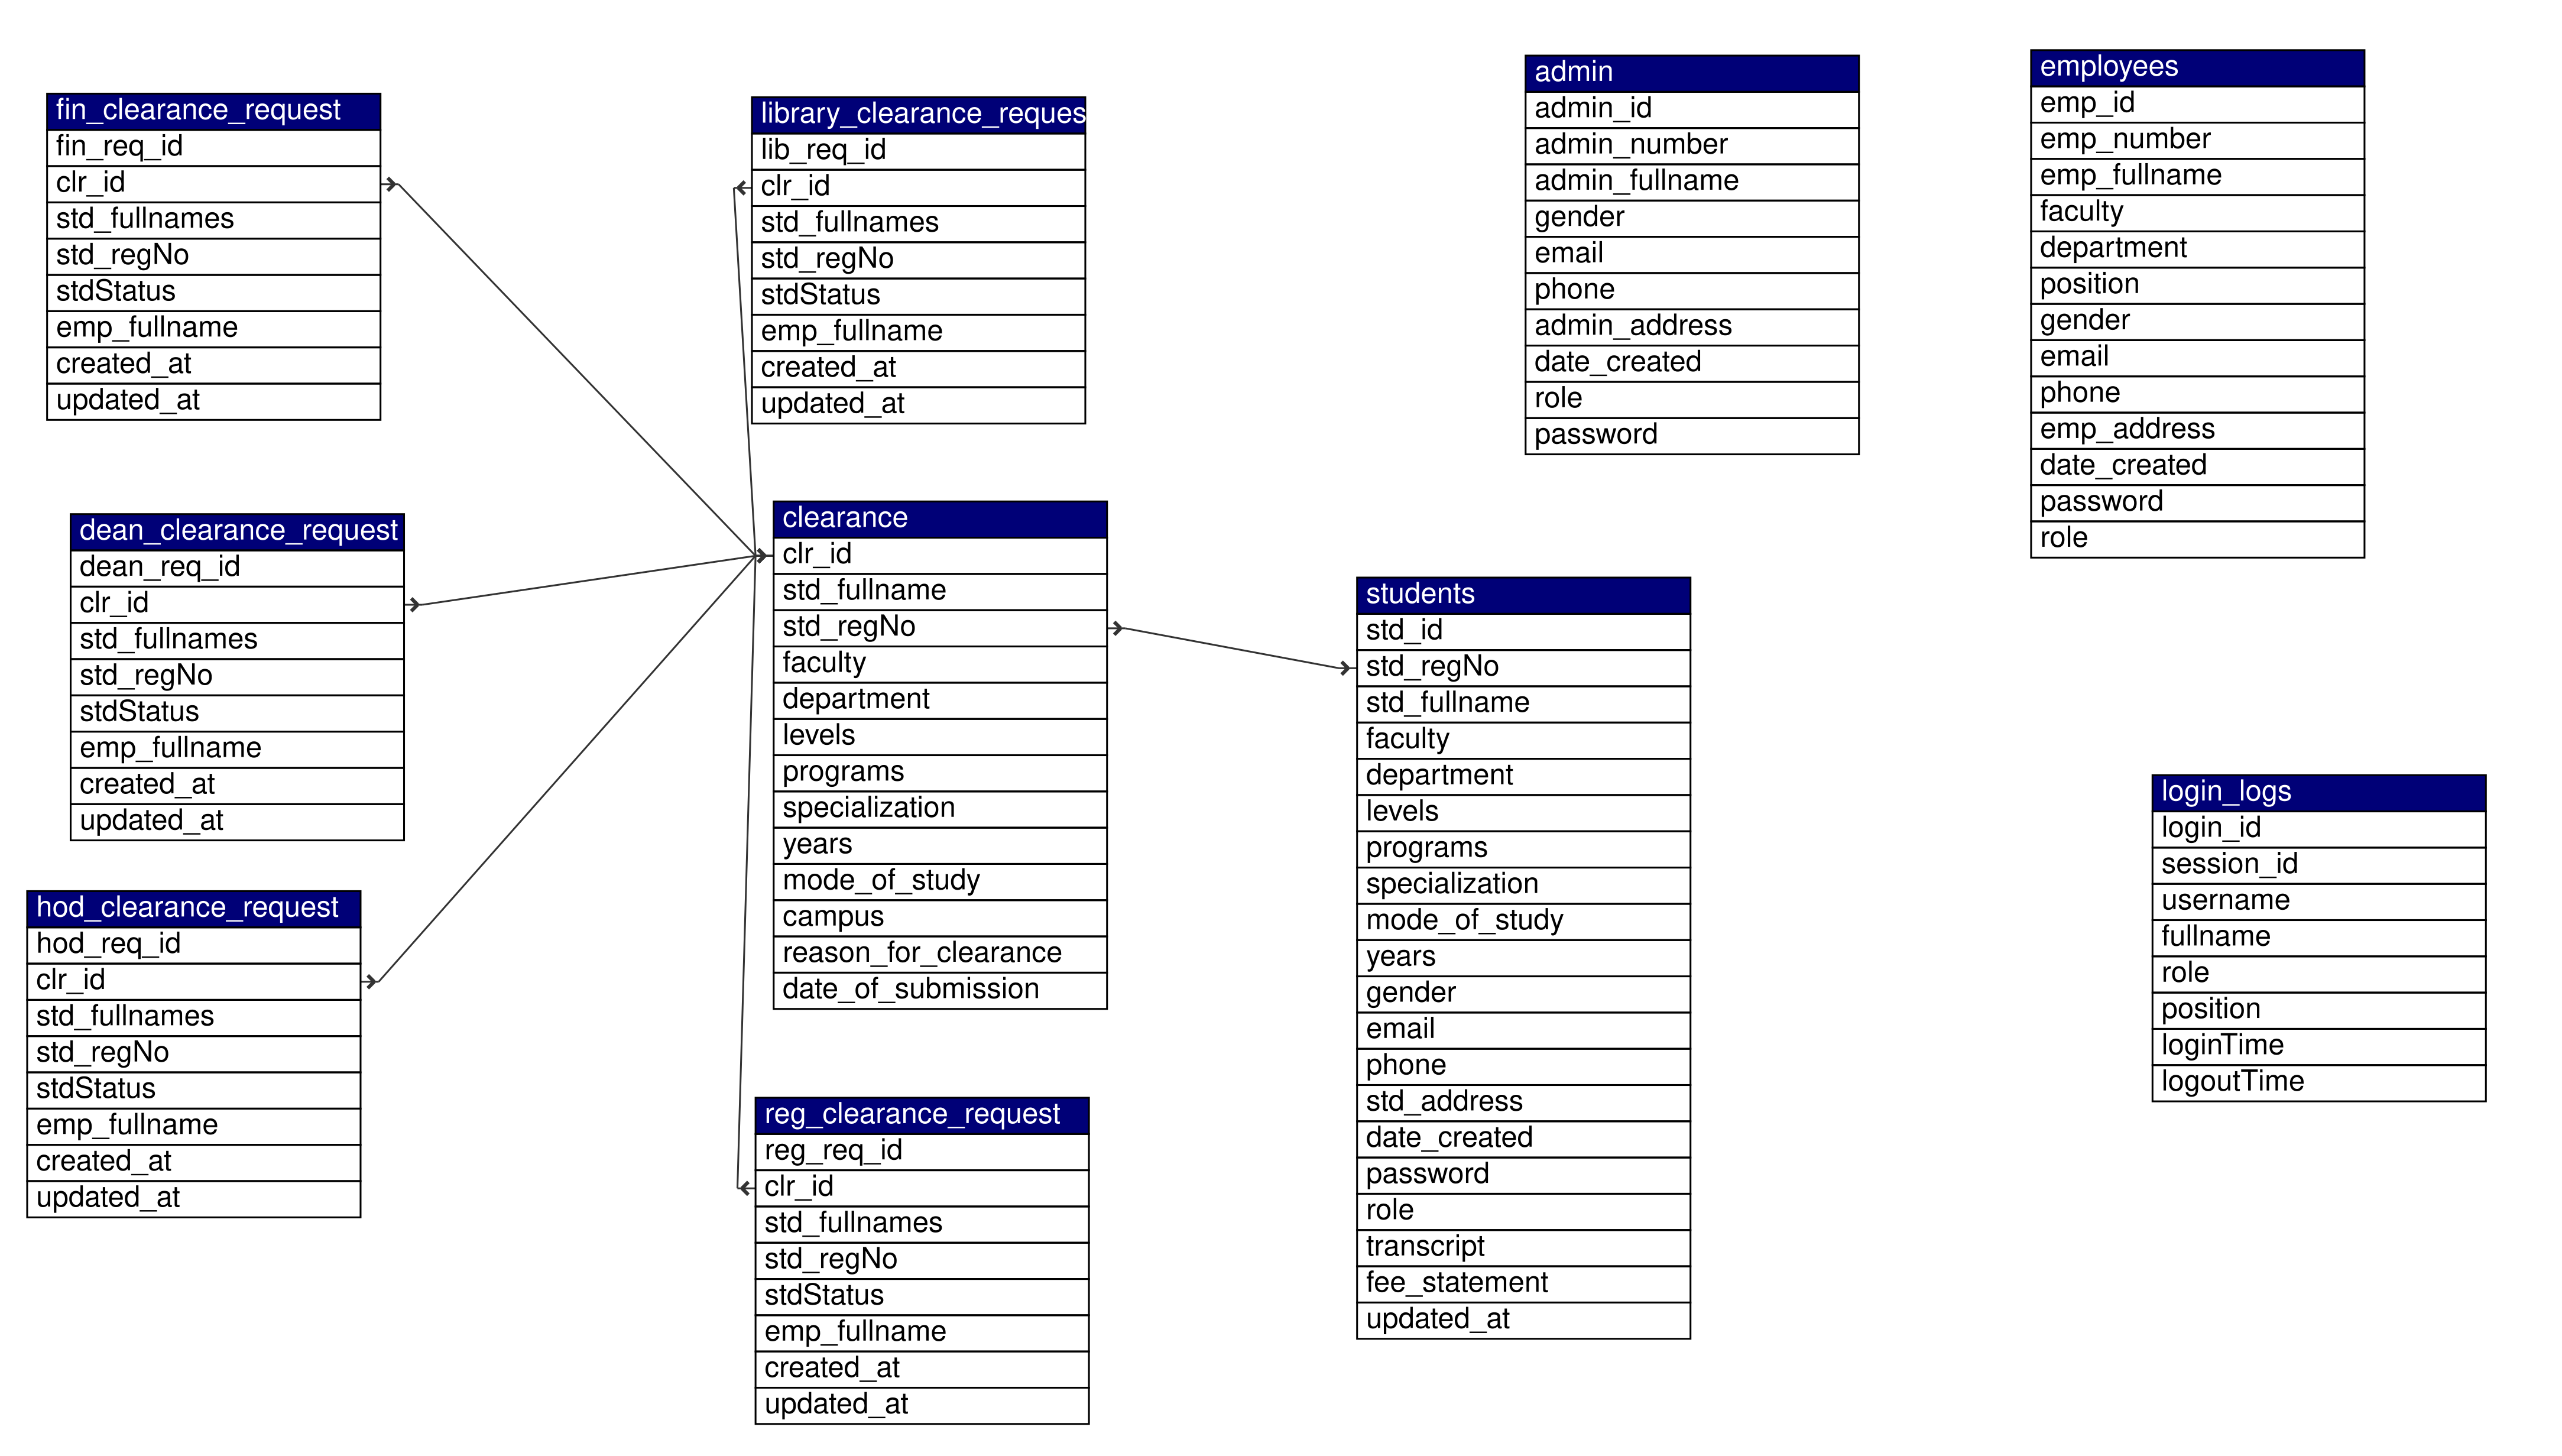 fin_clearance_request
fin_req_id
clr_id
std_fullnames
std_regNo
stdStatus
emp_fullname
created_at
updated_at
library_clearance_reques
lib_req_id
clr_id
std_fullnames
std_regNo
stdStatus
emp_fullname
created_at
updated_at
admin
admin_id
admin_number
admin_fullname
gender
email
phone
admin_address
date_created
role
password
employees
emp_id
emp_number
emp_fullname
faculty
department
position
gender
email
phone
emp_address
date_created
password
role
dean_clearance_request
dean_req_id
clr_id
std_fullnames
std_regNo
stdStatus
emp_fullname
created_at
updated_at
clearance
clr_id
std_fullname
std_regNo
faculty
department
levels
programs
specialization
years
mode_of_study
campus
reason_for_clearance
date_of_submission
students
std_id
std_regNo
std_fullname
faculty
department
levels
programs
specialization
mode_of_study
years
gender
email
phone
std_address
date_created
password
role
transcript
fee_statement
updated_at
login_logs
login_id
session_id
username
fullname
role
position
loginTime
logoutTime
hod_clearance_request
hod_req_id
clr_id
std_fullnames
std_regNo
stdStatus
emp_fullname
created_at
updated_at
reg_clearance_request
reg_req_id
clr_id
std_fullnames
std_regNo
stdStatus
emp_fullname
created_at
updated_at